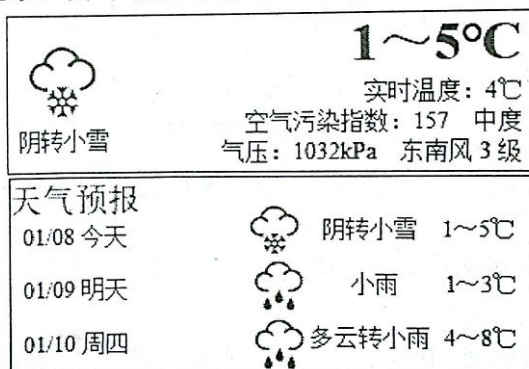 1～5℃
实时温度：4℃
空气污染指数：157 中度
阴转小雪
气压：1032kPa 东南风 3 级
天气预报
01/08 今天 阴转小雪 1～5℃
01/09 明天 小雨 1～3℃
01/10 周四 多云转小雨 4～8℃